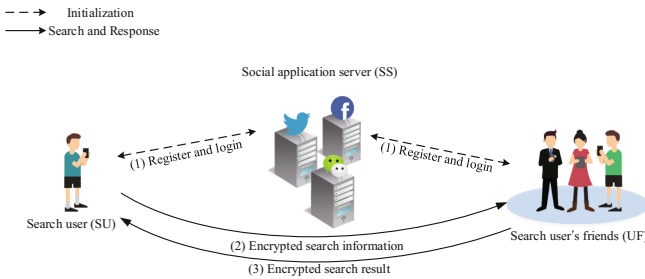 Initialization
Search and Response
Social application server (SS)
(1) Register and login
(1) Register and login
Search user (SU)
Search user's friends (UF)
(2) Encrypted search information
(3) Encrypted search result